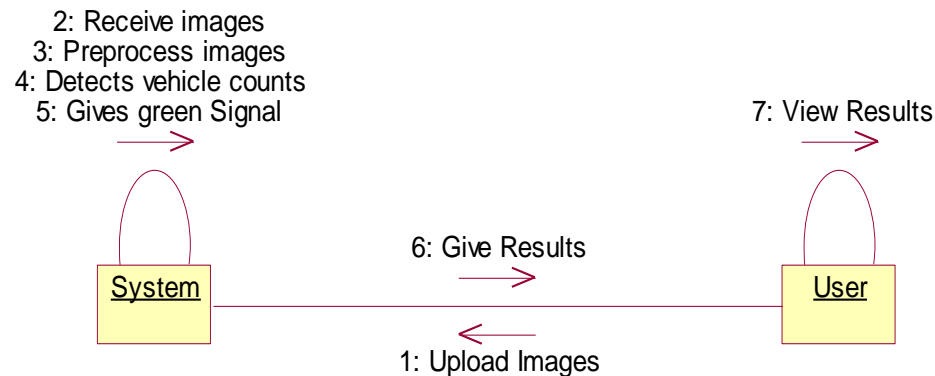 2: Receive images
3: Preprocess images
4: Detects vehicle counts
5: Gives green Signal
7: View Results
6: Give Results
System
User
1: Upload Images